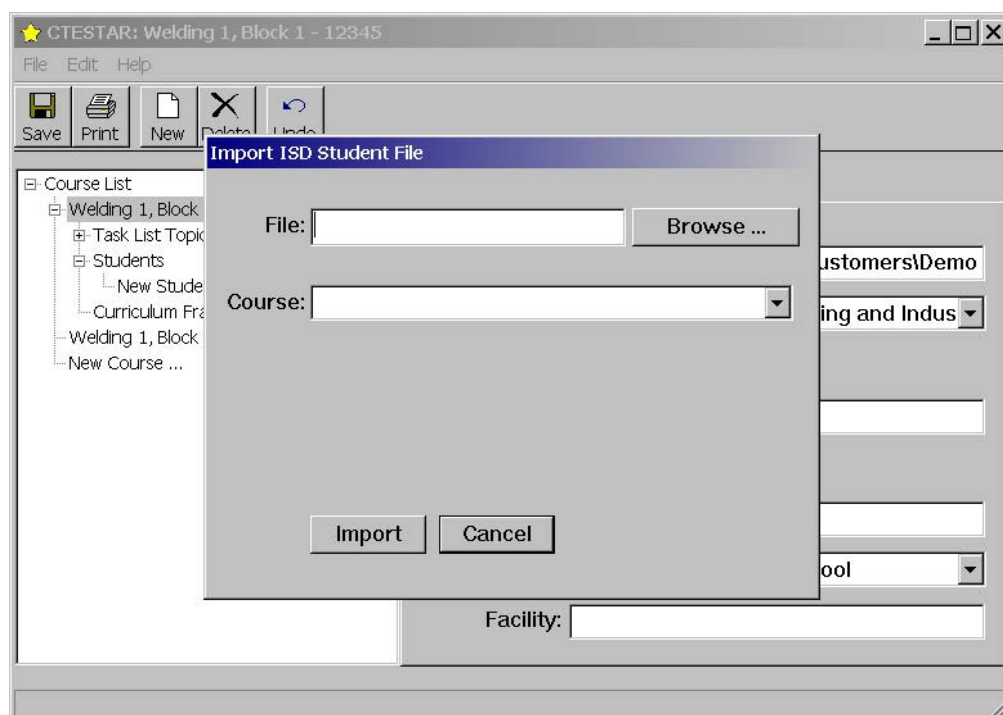 CTESTAR: Welding 1, Block 1 - 12345
File Edit Help
Save Print New Delete Undo
Import ISD Student File
File: Browse ...
Course:
Import Cancel
Course List
Welding 1, Block
Task List Topic
Students
New Stude
Curriculum Fra
Welding 1, Block
New Course ...
ustomers\Demo
ing and Indus
ool
Facility: